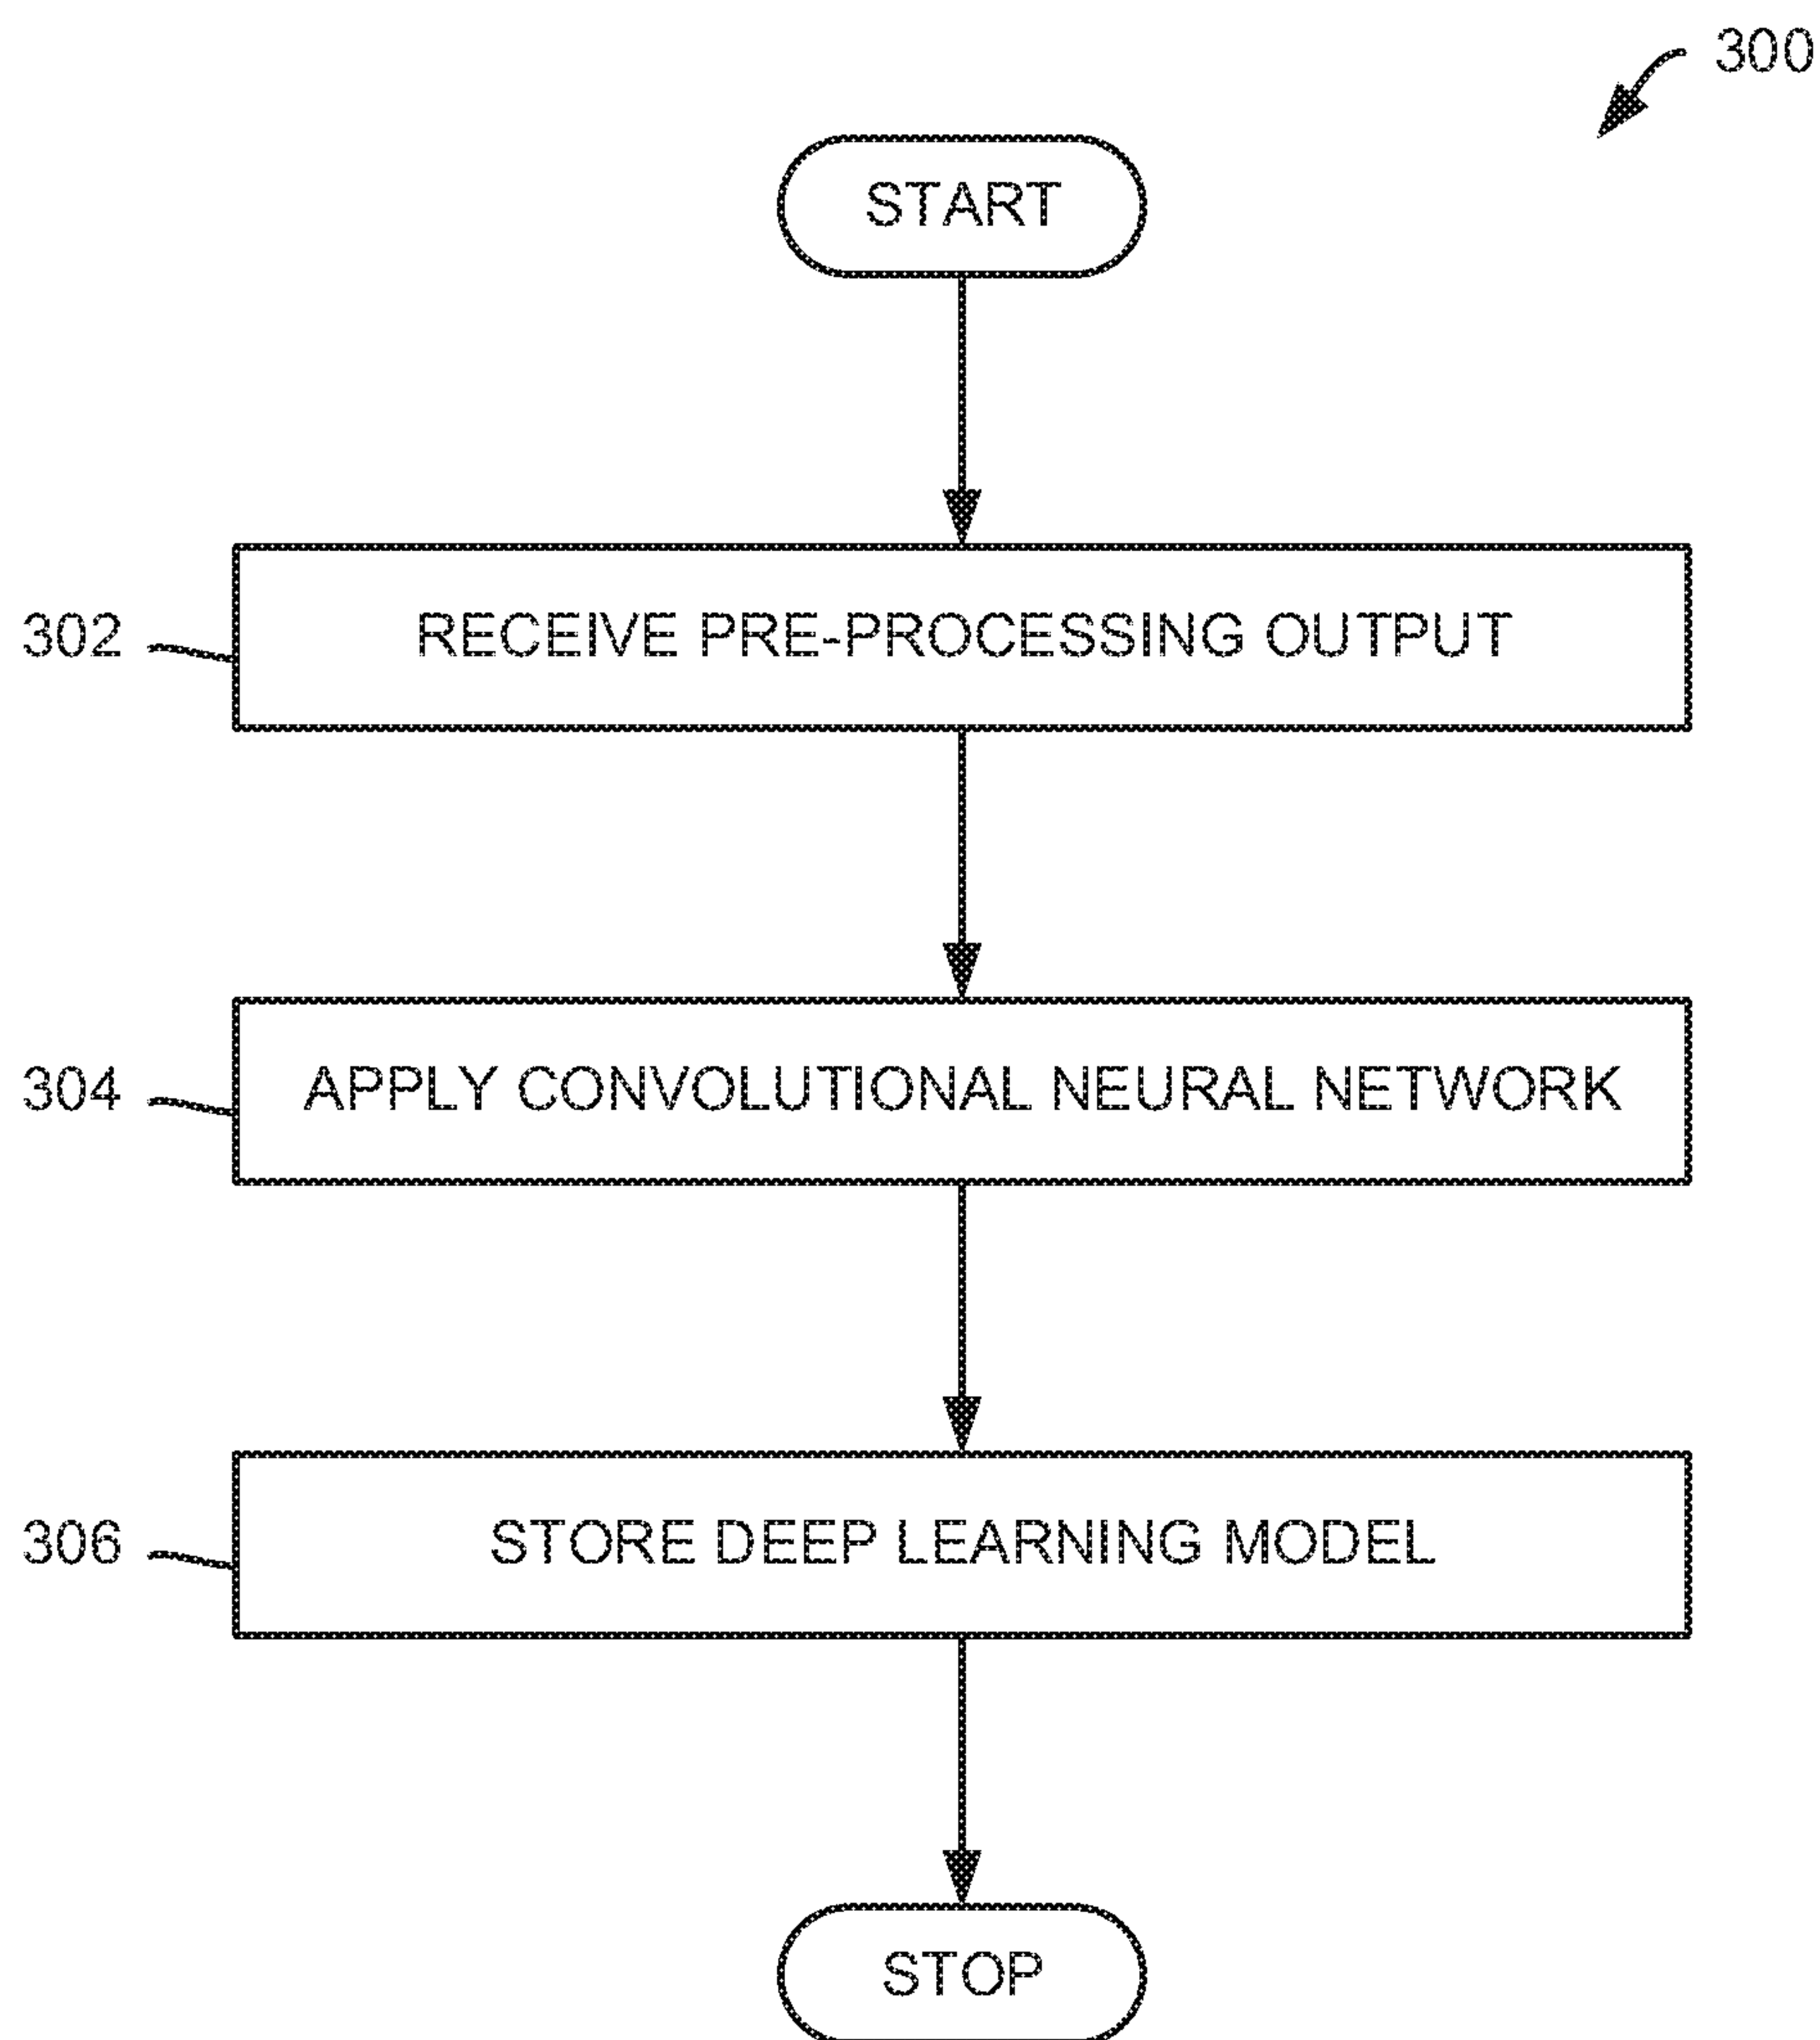 300
START
302
RECEIVE PRE-PROCESSING OUTPUT
304
APPLY CONVOLUTIONAL NEURAL NETWORK
306
STORE DEEP LEARNING MODEL
STOP